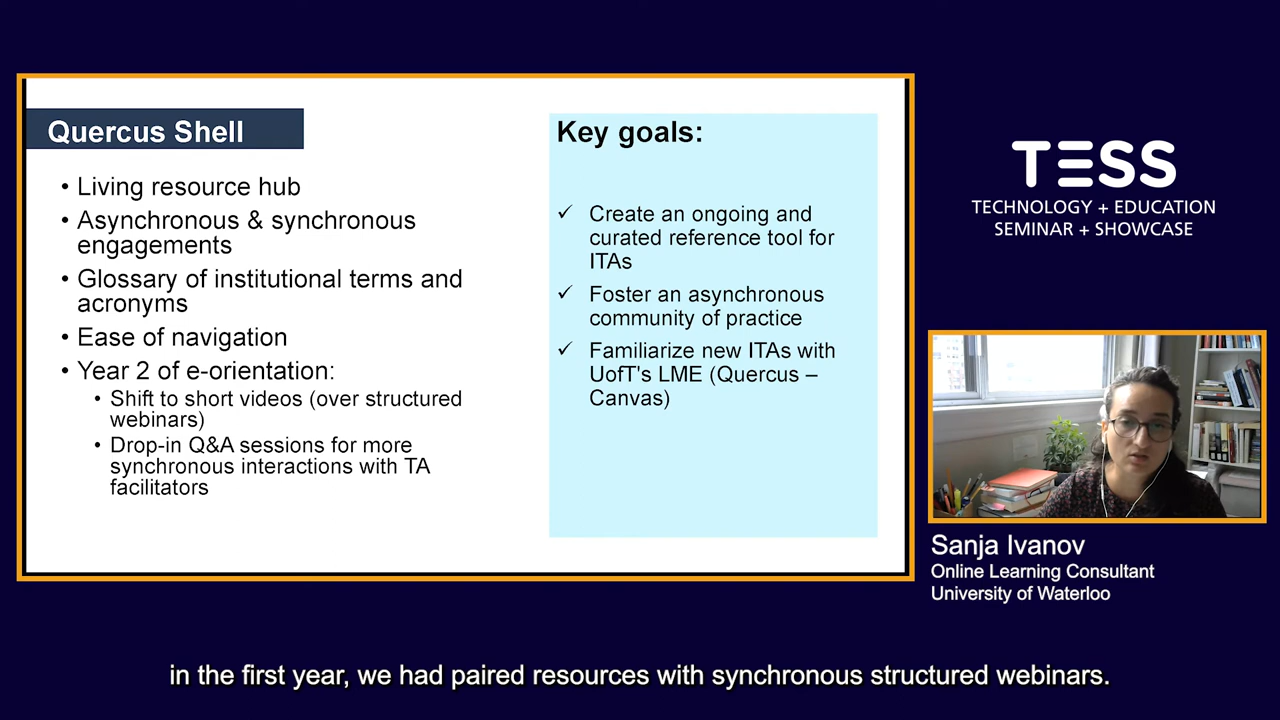 Quercus Shell
• Living resource hub
• Asynchronous & synchronous
engagements
• Glossary of institutional terms and
acronyms
• Ease of navigation
• Year 2 of e-orientation:
• Shift to short videos (over structured
webinars)
• Drop-in Q&A sessions for more
synchronous interactions with TA
facilitators
Key goals:
✓ Create an ongoing and
curated reference tool for
ITAs
✓ Foster an asynchronous
community of practice
✓ Familiarize new ITAs with
UofT's LME (Quercus –
Canvas)
TESS
TECHNOLOGY + EDUCATION
SEMINAR + SHOWCASE
Sanja Ivanov
Online Learning Consultant
University of Waterloo
in the first year, we had paired resources with synchronous structured webinars.